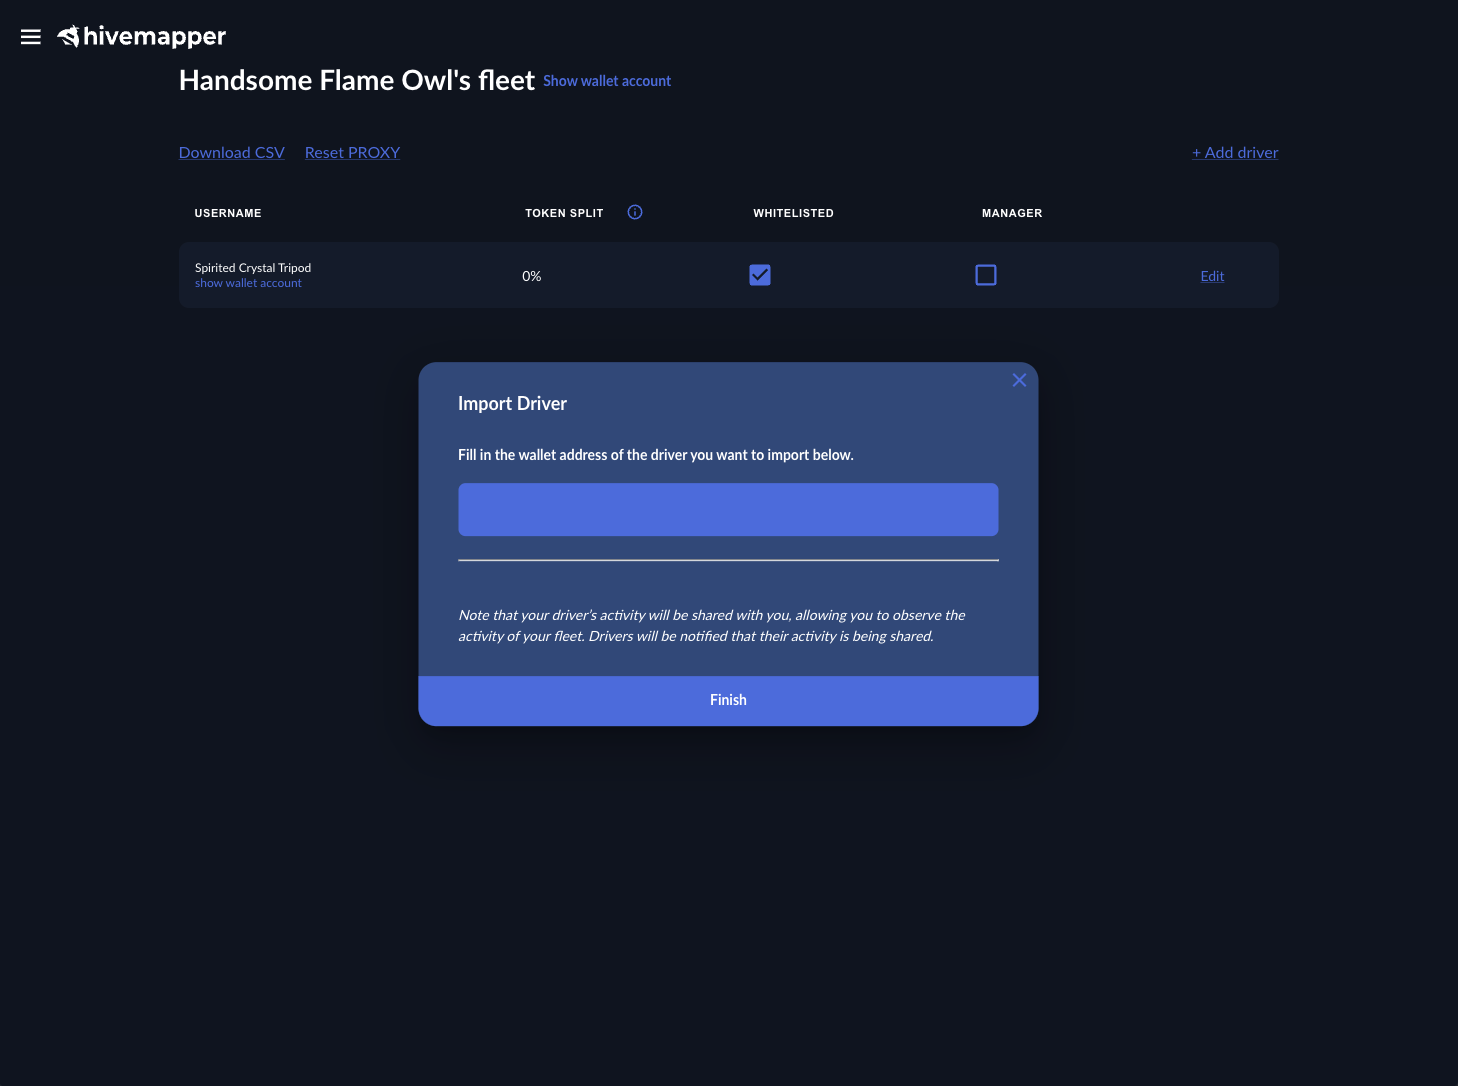 hivemapper
Handsome Flame Owl's fleet Show wallet account
Download CSV Reset PROXY + Add driver
USERNAME TOKEN SPLIT WHITELISTED MANAGER
Spirited Crystal Tripod
show wallet account
0%
Edit
Import Driver
Fill in the wallet address of the driver you want to import below.
Note that your driver's activity will be shared with you, allowing you to observe the
activity of your fleet. Drivers will be notified that their activity is being shared.
Finish